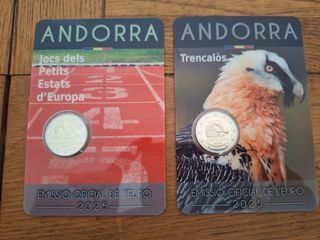 ANDORRA
Jocs dels
Petits
Estats
d'Europa
EMISSIÓ OFICIAL DE L'EURO
2025
ANDORRA
Trencalòs
EMISSIÓ OFICIAL DE L'EURO
2025